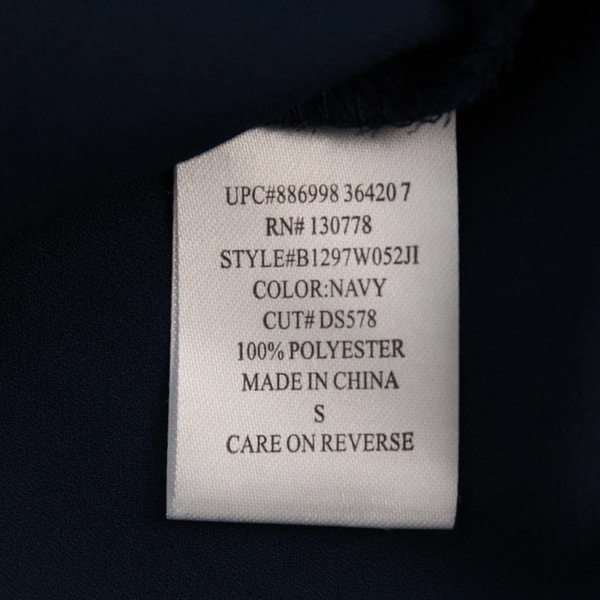 UPC#886998 36420 7
RN# 130778
STYLE#B1297W052JI
COLOR:NAVY
CUT# DS578
100% POLYESTER
MADE IN CHINA
S
CARE ON REVERSE